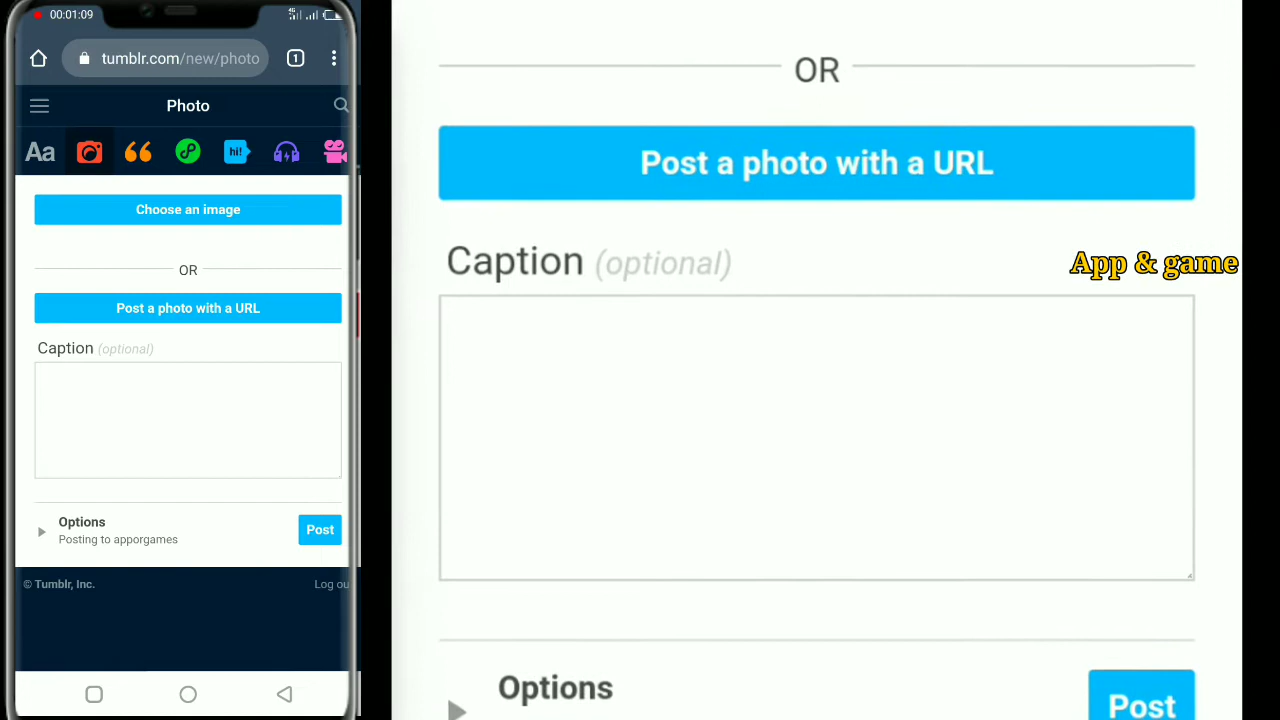 00:01:09
tumblr.com/new/photo
1
Photo
Aa
hi!
Choose an image
OR
Post a photo with a URL
Caption (optional)
Options
Posting to apporgames
Post
© Tumblr, Inc.
Log ou
OR
Post a photo with a URL
Caption (optional)
App & game
Options
Post